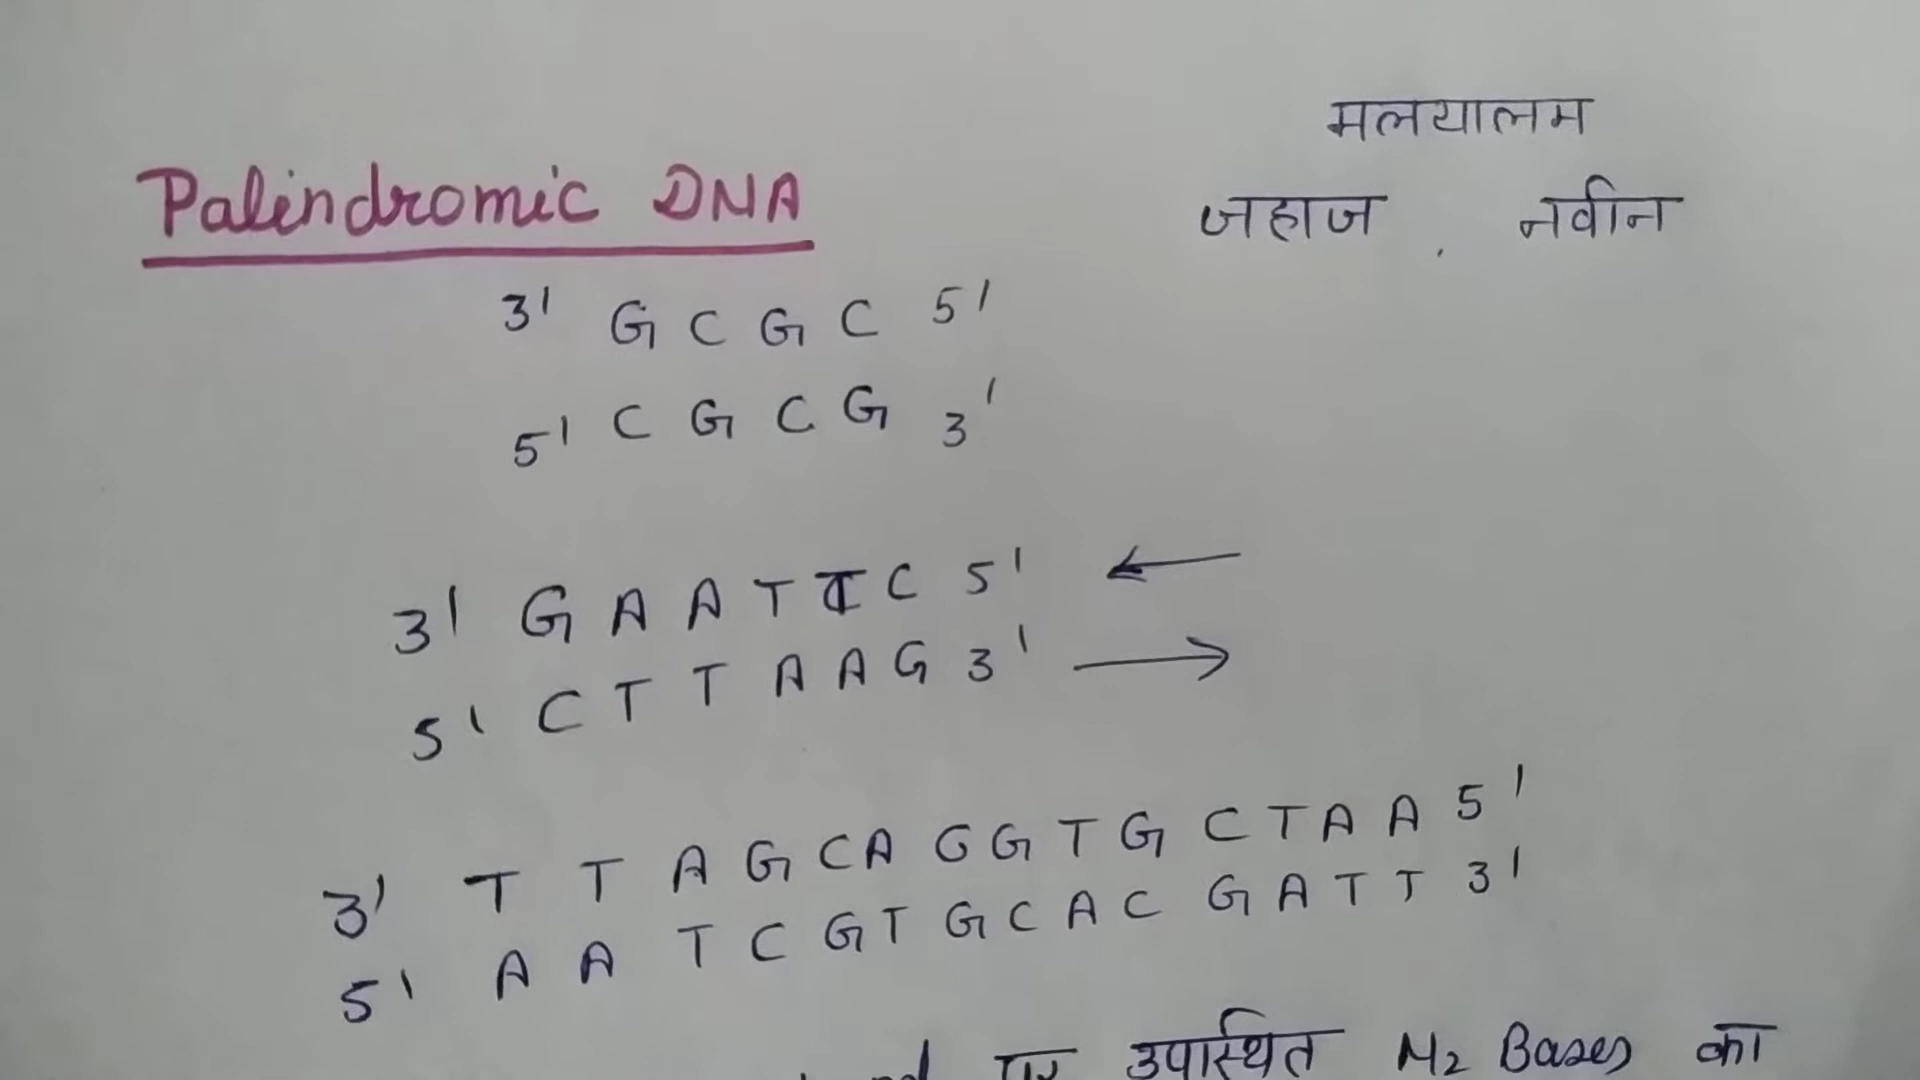 मलयालम
Palindromic DNA
जहाज , नवीन
3' G C G C 5'
5' C G C G 3'
3' G A A T T C 5' ←
5' C T T A A G 3' →
3' T T A G C A G G T G C T A A 5'
5' A A T C G T G C A C G A T T 3'
पर उपस्थित N2 Bases का